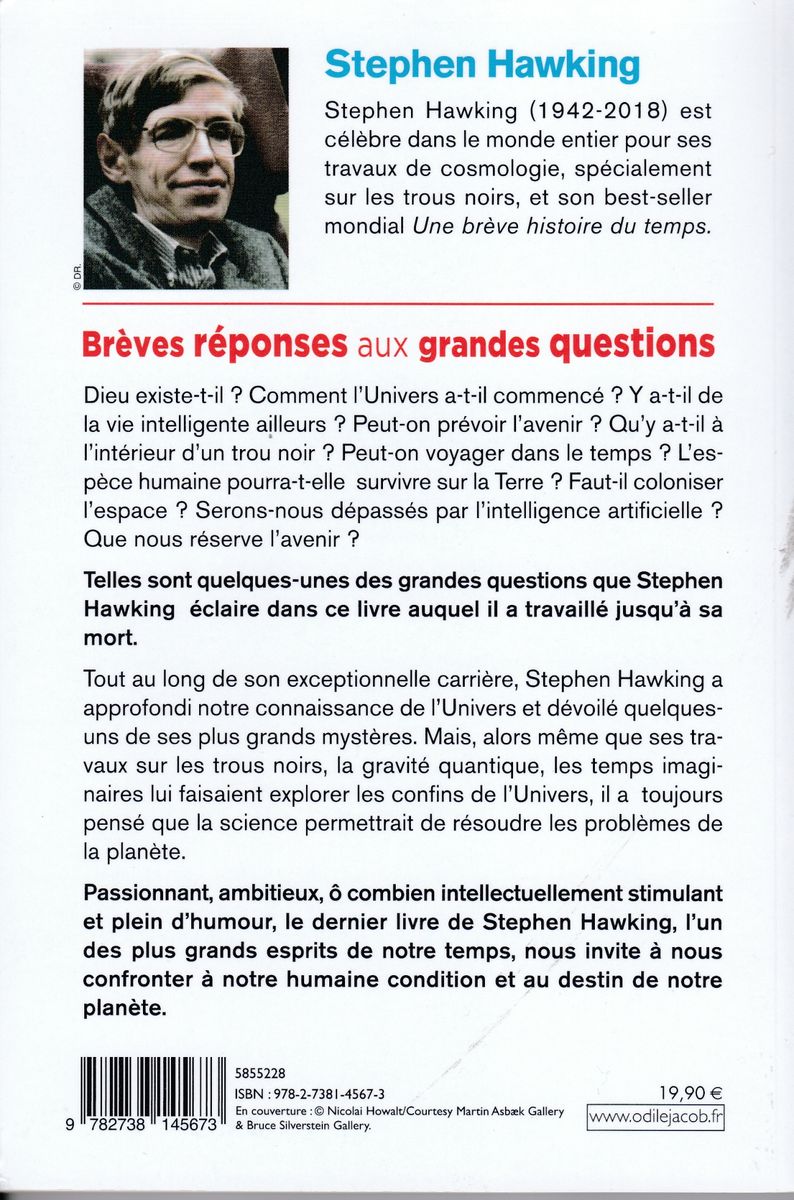 Stephen Hawking
Stephen Hawking (1942-2018) est
célèbre dans le monde entier pour ses
travaux de cosmologie, spécialement
sur les trous noirs, et son best-seller
mondial Une brève histoire du temps.
© DR.
Brèves réponses aux grandes questions
Dieu existe-t-il ? Comment l'Univers a-t-il commencé ? Y a-t-il de
la vie intelligente ailleurs ? Peut-on prévoir l'avenir ? Qu'y a-t-il à
l'intérieur d'un trou noir ? Peut-on voyager dans le temps ? L'es-
pèce humaine pourra-t-elle  survivre sur la Terre ? Faut-il coloniser
l'espace ? Serons-nous dépassés par l'intelligence artificielle ?
Que nous réserve l'avenir ?
Telles sont quelques-unes des grandes questions que Stephen
Hawking  éclaire dans ce livre auquel il a travaillé jusqu'à sa
mort.
Tout au long de son exceptionnelle carrière, Stephen Hawking a
approfondi notre connaissance de l'Univers et dévoilé quelques-
uns de ses plus grands mystères. Mais, alors même que ses tra-
vaux sur les trous noirs, la gravité quantique, les temps imagi-
naires lui faisaient explorer les confins de l'Univers, il a  toujours
pensé que la science permettrait de résoudre les problèmes de
la planète.
Passionnant, ambitieux, ô combien intellectuellement stimulant
et plein d'humour, le dernier livre de Stephen Hawking, l'un
des plus grands esprits de notre temps, nous invite à nous
confronter à notre humaine condition et au destin de notre
planète.
5855228
ISBN : 978-2-7381-4567-3
En couverture : © Nicolai Howalt/Courtesy Martin Asbæk Gallery
& Bruce Silverstein Gallery.
9 782738 145673
19,90 €
www.odilejacob.fr